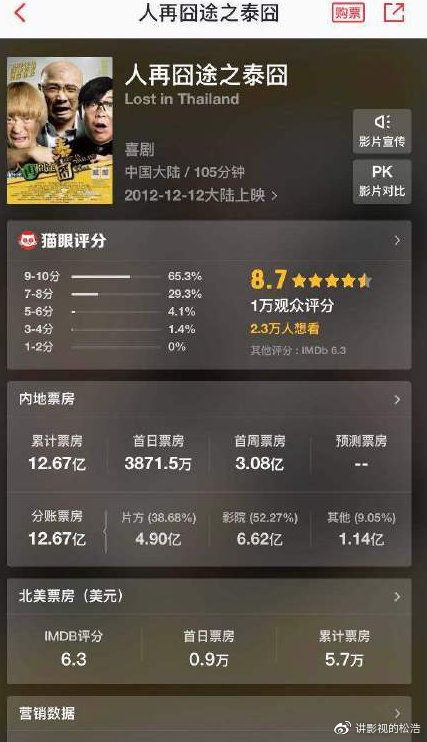 人再囧途之泰囧
购票
人再囧途之泰囧
Lost in Thailand
喜剧
中国大陆 / 105分钟
2012-12-12大陆上映 >
影片宣传
PK
影片对比
猫眼评分
9-10分 65.3%
7-8分 29.3%
5-6分 4.1%
3-4分 1.4%
1-2分 0%
8.7
1万观众评分
2.3万人想看
其他评分：IMDb 6.3
内地票房
累计票房 首日票房 首周票房 预测票房
12.67亿 3871.5万 3.08亿 --
分账票房 片方 (38.68%) 影院 (52.27%) 其他 (9.05%)
12.67亿 4.90亿 6.62亿 1.14亿
北美票房（美元）
IMDB评分 首日票房 累计票房
6.3 0.9万 5.7万
营销数据
讲影视的松浩